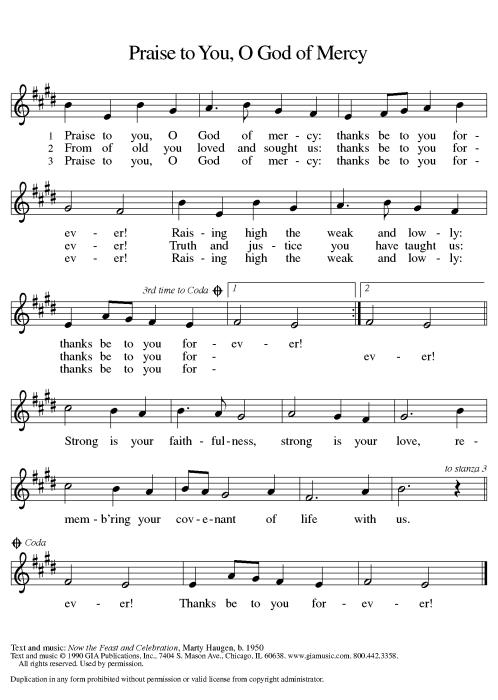 Praise to You, O God of Mercy
1 Praise to you, O God of mer - cy: thanks be to you for -
2 From of old you loved and sought us: thanks be to you for -
3 Praise to you, O God of mer - cy: thanks be to you for -
ev - er! Rais - ing high the weak and low - ly:
ev - er! Truth and jus - tice you have taught us:
ev - er! Rais - ing high the weak and low - ly:
3rd time to Coda 1 2
thanks be to you for - ev - er!
thanks be to you for - ev - er!
thanks be to you for -
Strong is your faith - ful - ness, strong is your love, re -
to stanza 3
mem - b'ring your cov - e - nant of life with us.
Coda
ev - er! Thanks be to you for - ev - er!
Text and music: Now the Feast and Celebration, Marty Haugen, b. 1950
Text and music © 1990 GIA Publications, Inc., 7404 S. Mason Ave., Chicago, IL 60638. www.giamusic.com. 800.442.3358.
All rights reserved. Used by permission.
Duplication in any form prohibited without permission or valid license from copyright administrator.